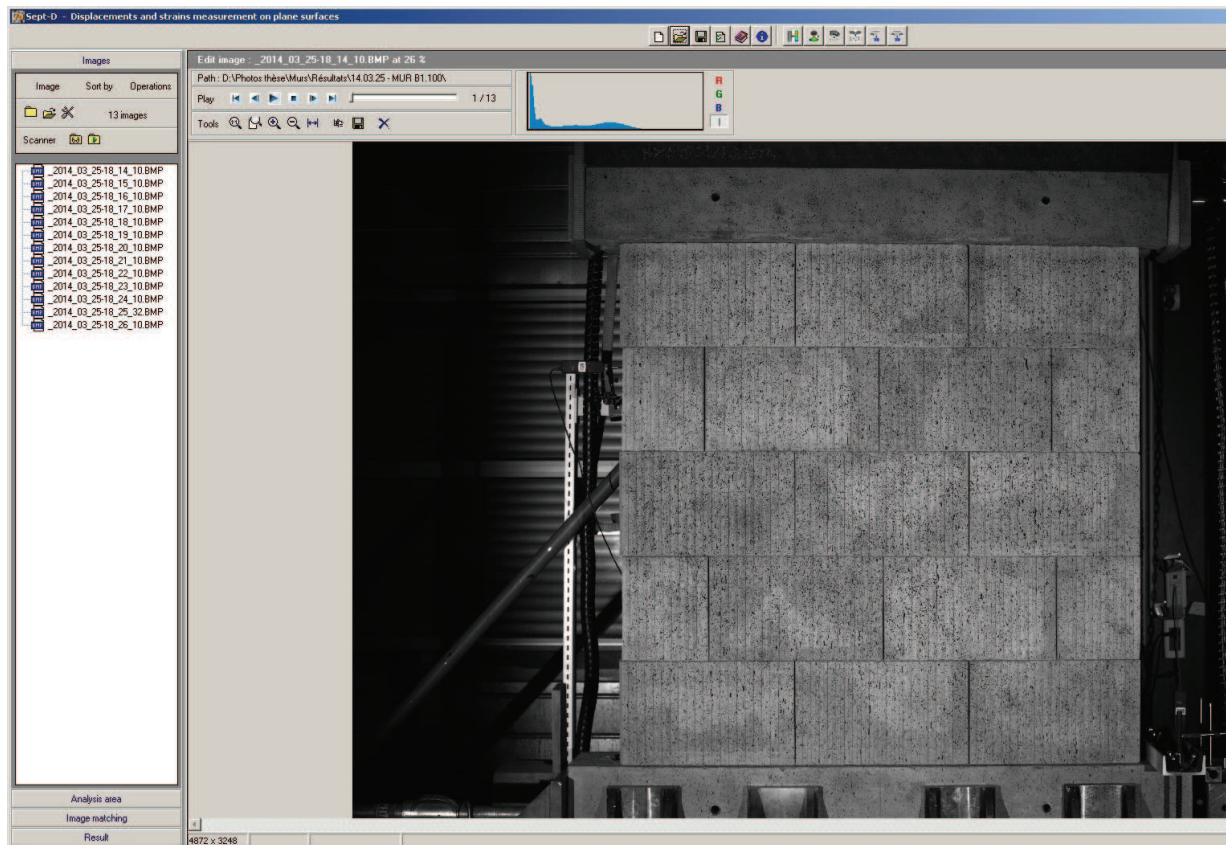 Sept-D - Displacements and strains measurement on plane surfaces
Images
Image Sort by Operations
13 images
Scanner
_2014_03_25-18_14_10.BMP
_2014_03_25-18_15_10.BMP
_2014_03_25-18_16_10.BMP
_2014_03_25-18_17_10.BMP
_2014_03_25-18_18_10.BMP
_2014_03_25-18_19_10.BMP
_2014_03_25-18_20_10.BMP
_2014_03_25-18_21_10.BMP
_2014_03_25-18_22_10.BMP
_2014_03_25-18_23_10.BMP
_2014_03_25-18_24_10.BMP
_2014_03_25-18_25_32.BMP
_2014_03_25-18_26_10.BMP
Analysis area
Image matching
Result
Edit image : _2014_03_25-18_14_10.BMP at 26 %
Path : D:\Photos thèse\Murs\Résultats\14.03.25 - MUR B1.100\
Play 1 / 13
Tools
R
G
B
I
4872 x 3248